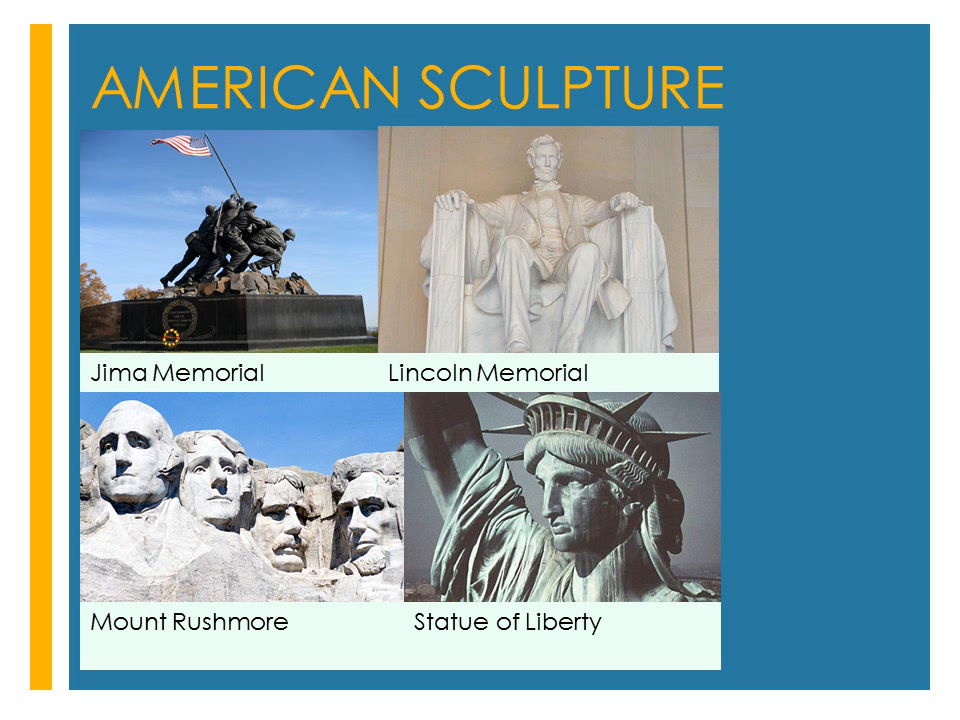 AMERICAN SCULPTURE
Jima Memorial Lincoln Memorial
Mount Rushmore Statue of Liberty